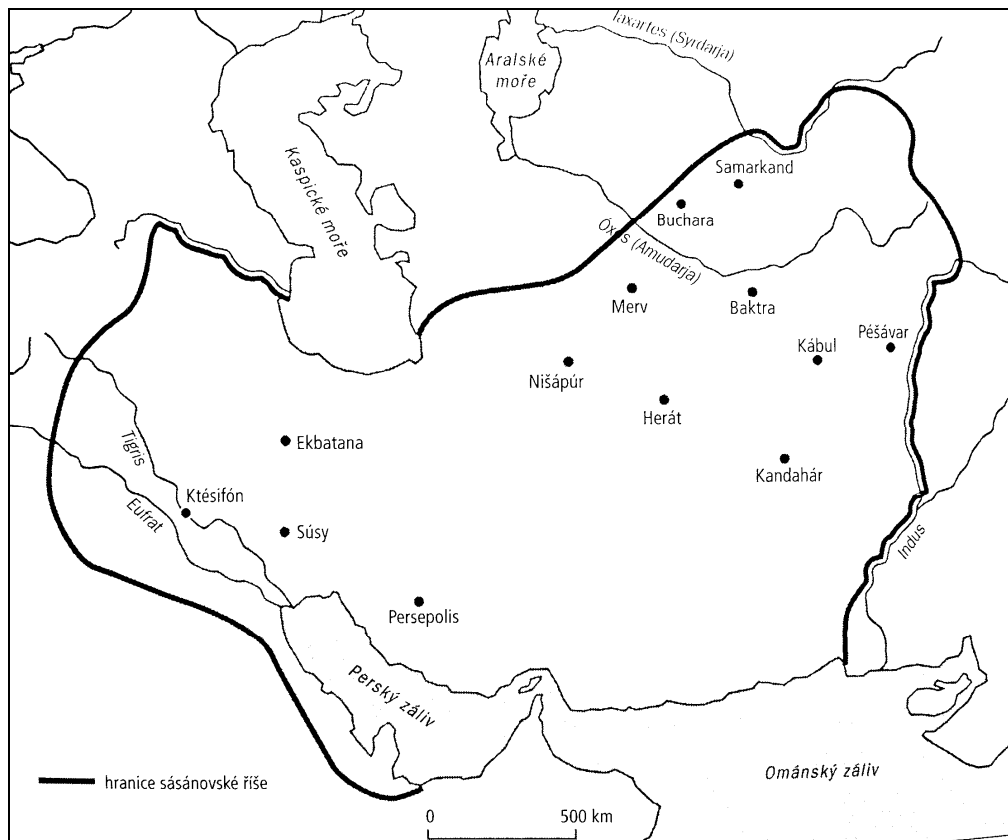 Iaxartes (Syrdarja)
Aralské
moře
Kaspické moře
Samarkand
Buchara
Óxos (Amudarja)
Merv
Baktra
Péšávar
Kábul
Nišápúr
Herát
Ekbatana
Tigris
Kandahár
Ktésifón
Eufrat
Súsy
Indus
Persepolis
Perský záliv
Ománský záliv
hranice sásánovské říše
0 500 km